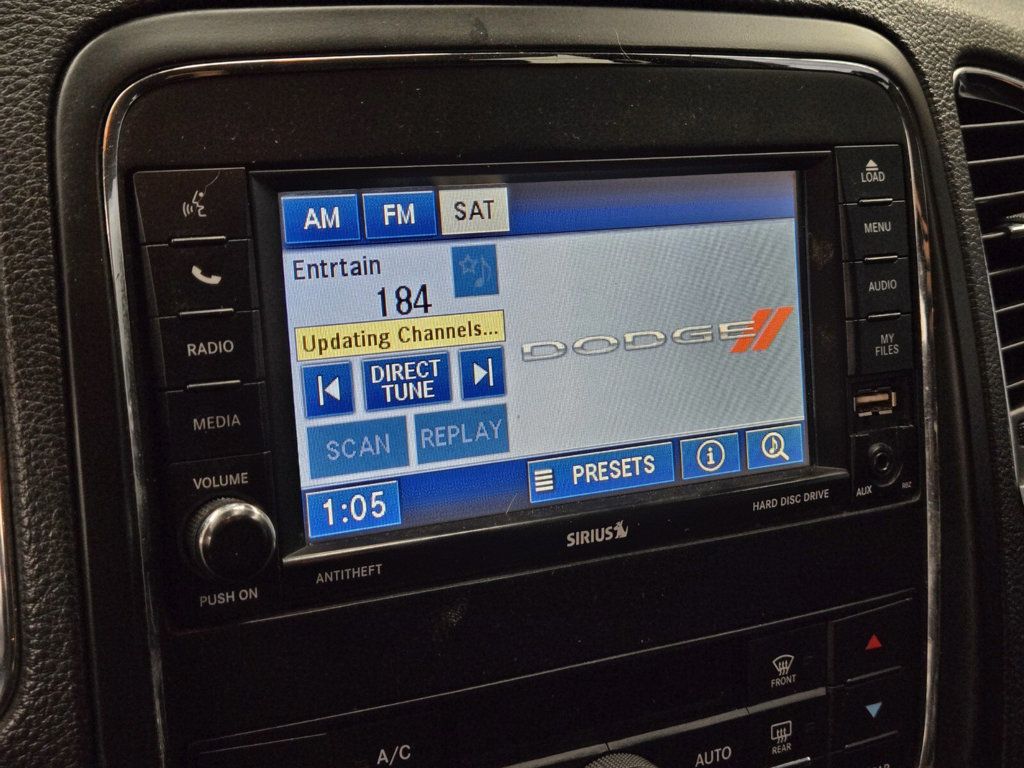 AM FM SAT
Entrtain
184
Updating Channels...
DIRECT
TUNE
SCAN REPLAY
DODGE
PRESETS
1:05
RADIO
MEDIA
VOLUME
PUSH ON
ANTITHEFT
SIRIUS
HARD DISC DRIVE
LOAD
MENU
AUDIO
MY
FILES
AUX
RBZ
FRONT
REAR
A/C
AUTO